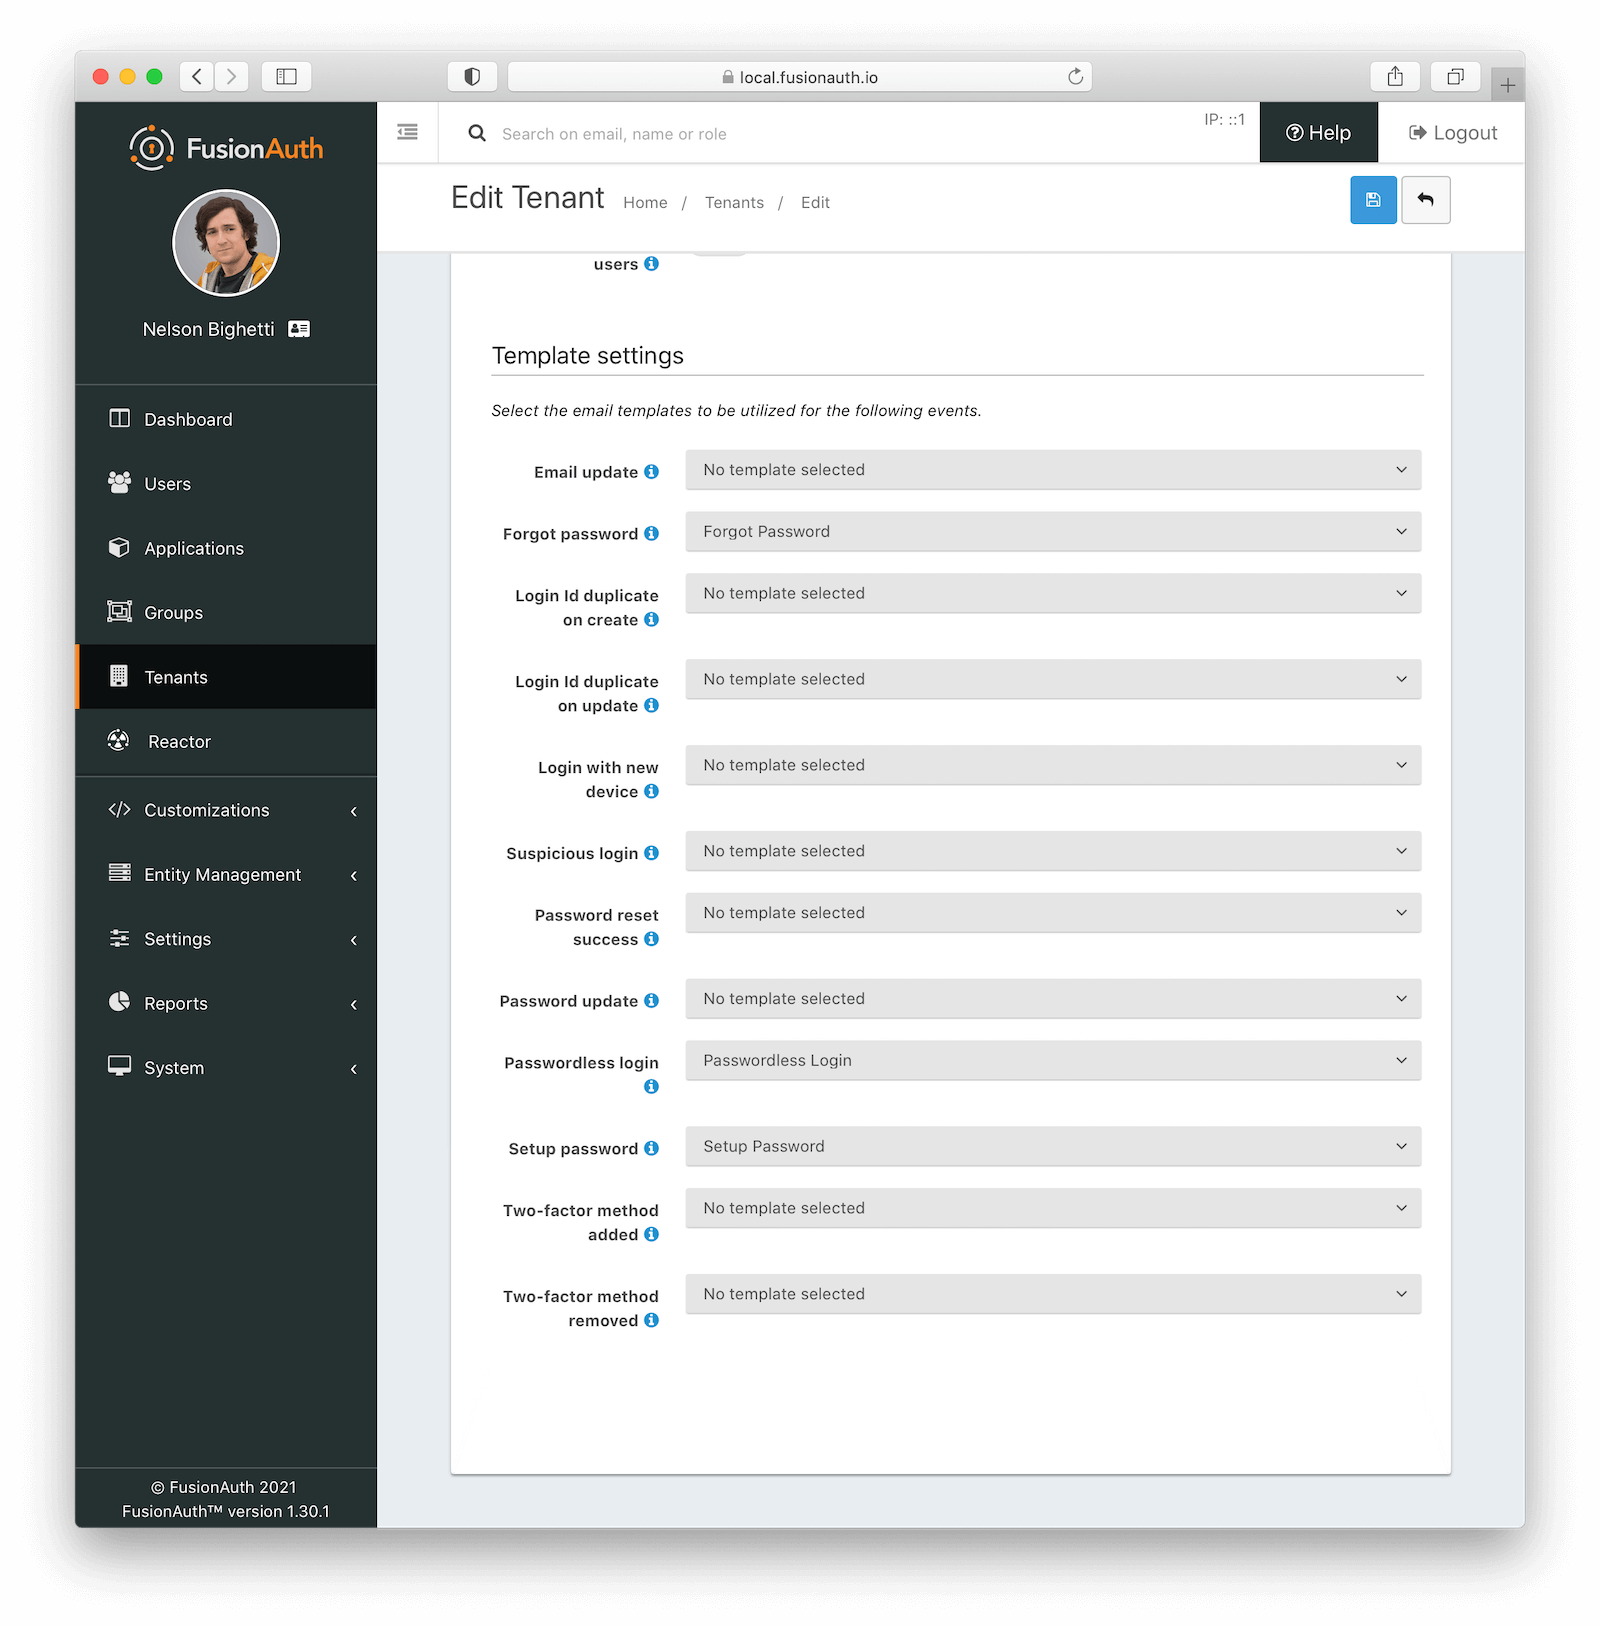 local.fusionauth.io
FusionAuth
Search on email, name or role
IP: ::1
Help
Logout
Edit Tenant
Home / Tenants / Edit
Nelson Bighetti
Dashboard
Users
Applications
Groups
Tenants
Reactor
Customizations
Entity Management
Settings
Reports
System
© FusionAuth 2021
FusionAuth™ version 1.30.1
users
Template settings
Select the email templates to be utilized for the following events.
Email update No template selected
Forgot password Forgot Password
Login Id duplicate
on create
No template selected
Login Id duplicate
on update
No template selected
Login with new
device
No template selected
Suspicious login No template selected
Password reset
success
No template selected
Password update No template selected
Passwordless login Passwordless Login
Setup password Setup Password
Two-factor method
added
No template selected
Two-factor method
removed
No template selected